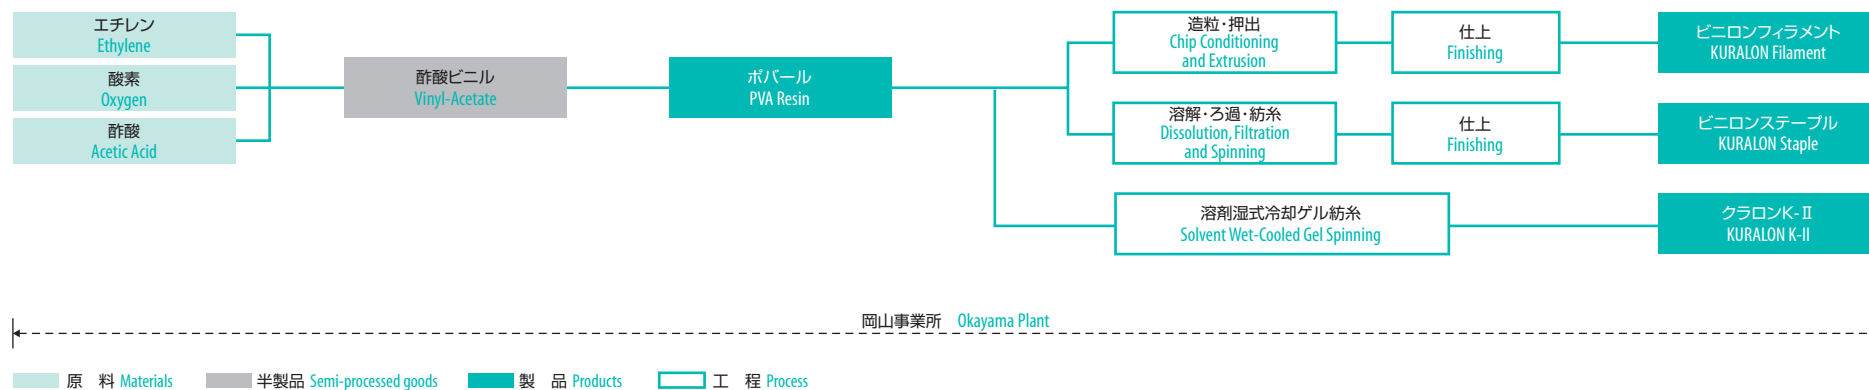 エチレン
Ethylene
酸素
Oxygen
酢酸
Acetic Acid
酢酸ビニル
Vinyl-Acetate
ポバール
PVA Resin
造粒・押出
Chip Conditioning
and Extrusion
仕上
Finishing
ビニロンフィラメント
KURALON Filament
溶解・ろ過・紡糸
Dissolution, Filtration
and Spinning
仕上
Finishing
ビニロンステープル
KURALON Staple
溶剤湿式冷却ゲル紡糸
Solvent Wet-Cooled Gel Spinning
クラロンK-Ⅱ
KURALON K-II
岡山事業所 Okayama Plant
原 料 Materials 半製品 Semi-processed goods 製 品 Products 工 程 Process